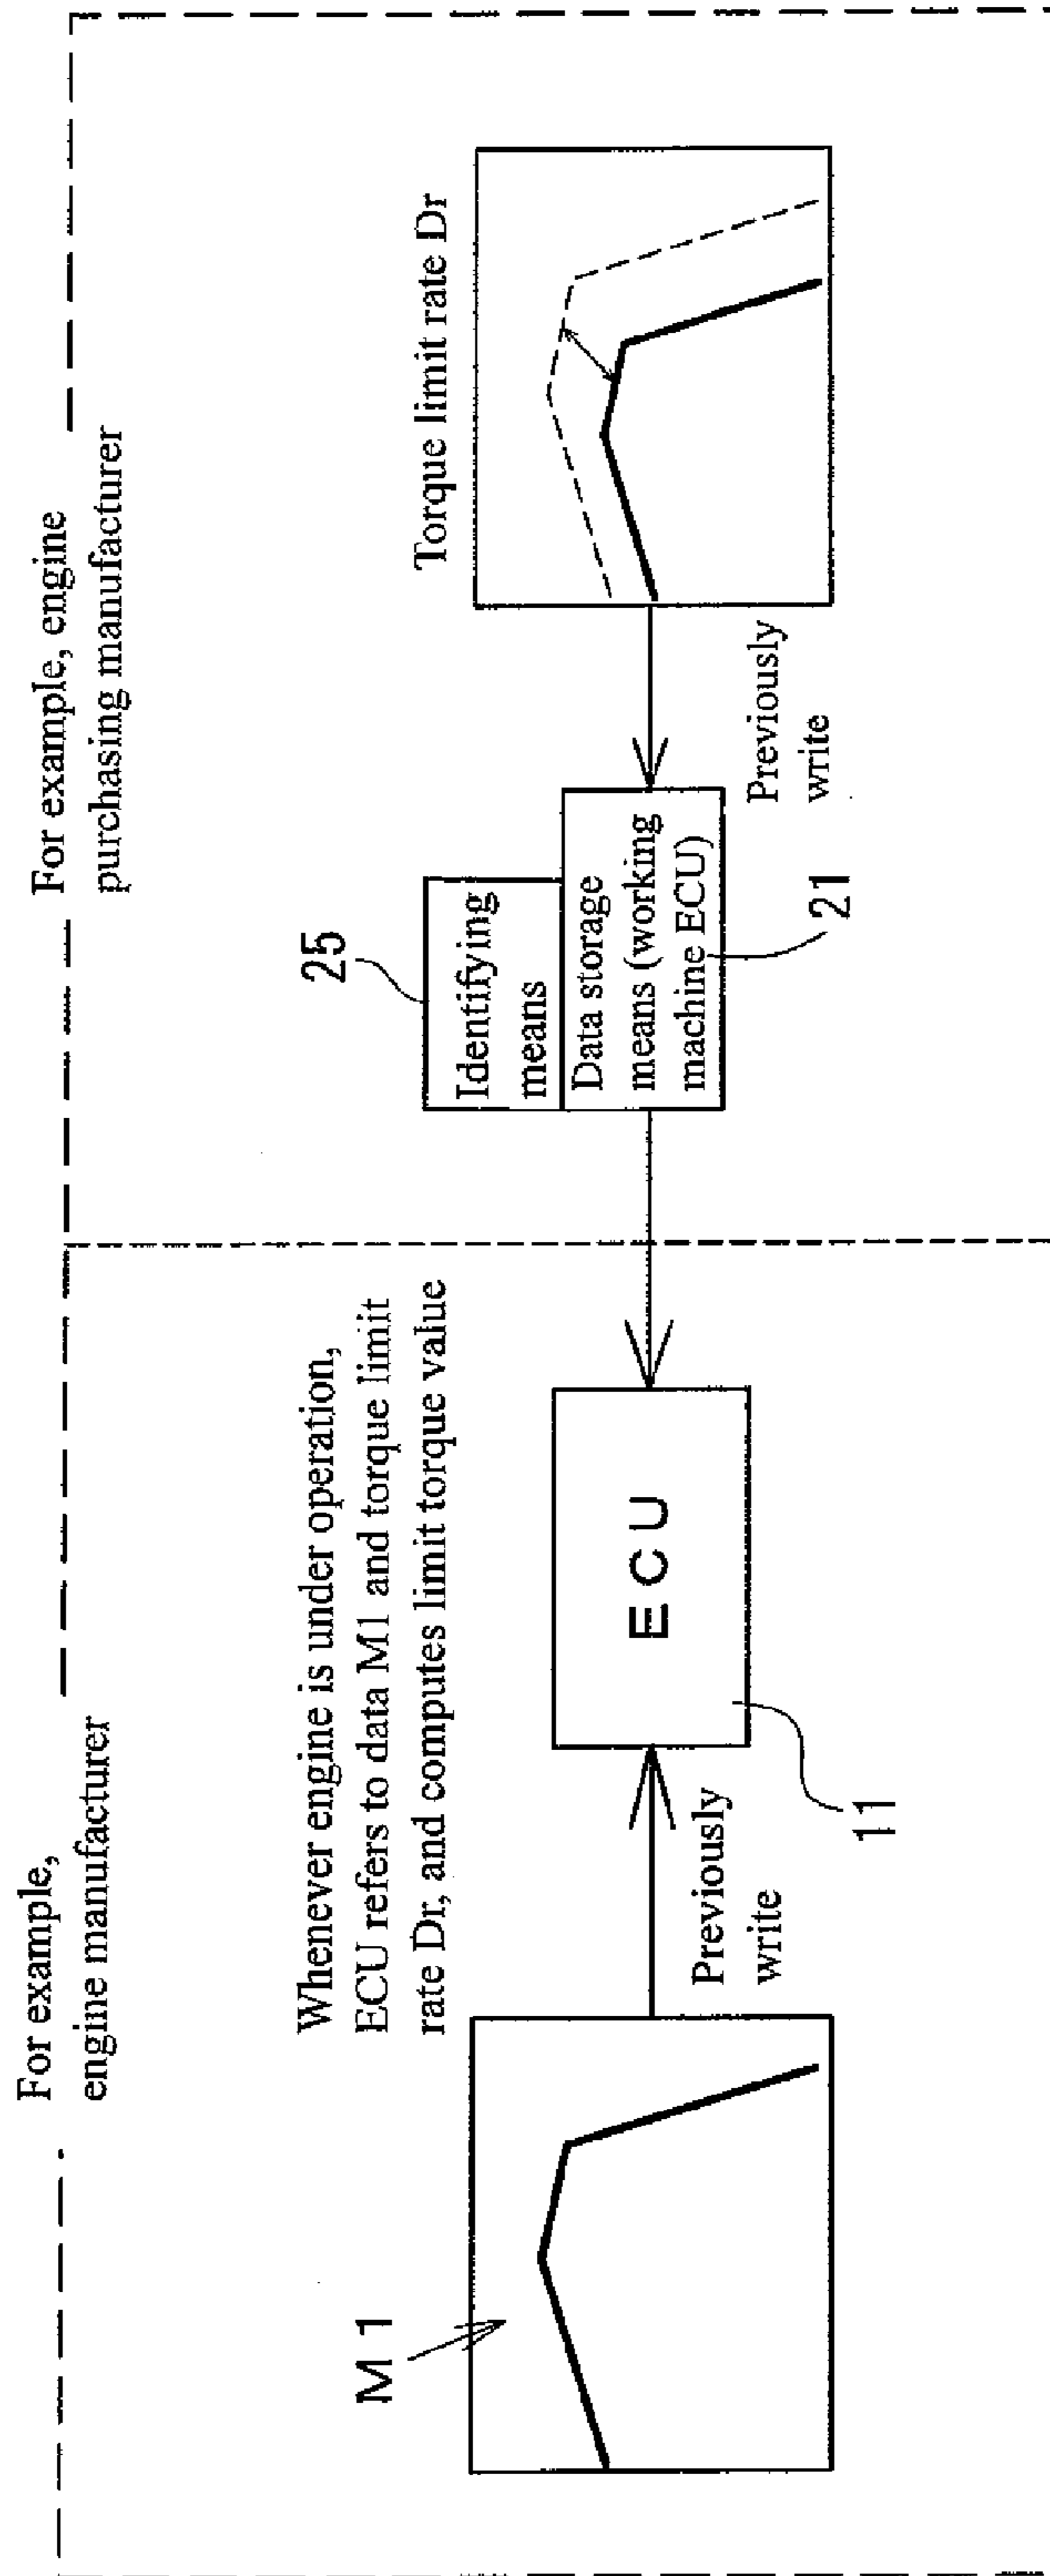 For example,
engine manufacturer
For example, engine
purchasing manufacturer
Whenever engine is under operation,
ECU refers to data M1 and torque limit
rate Dr, and computes limit torque value
M 1
Previously
write
E C U
11
25
Identifying
means
Data storage
means (working
machine ECU)
21
Previously
write
Torque limit rate Dr